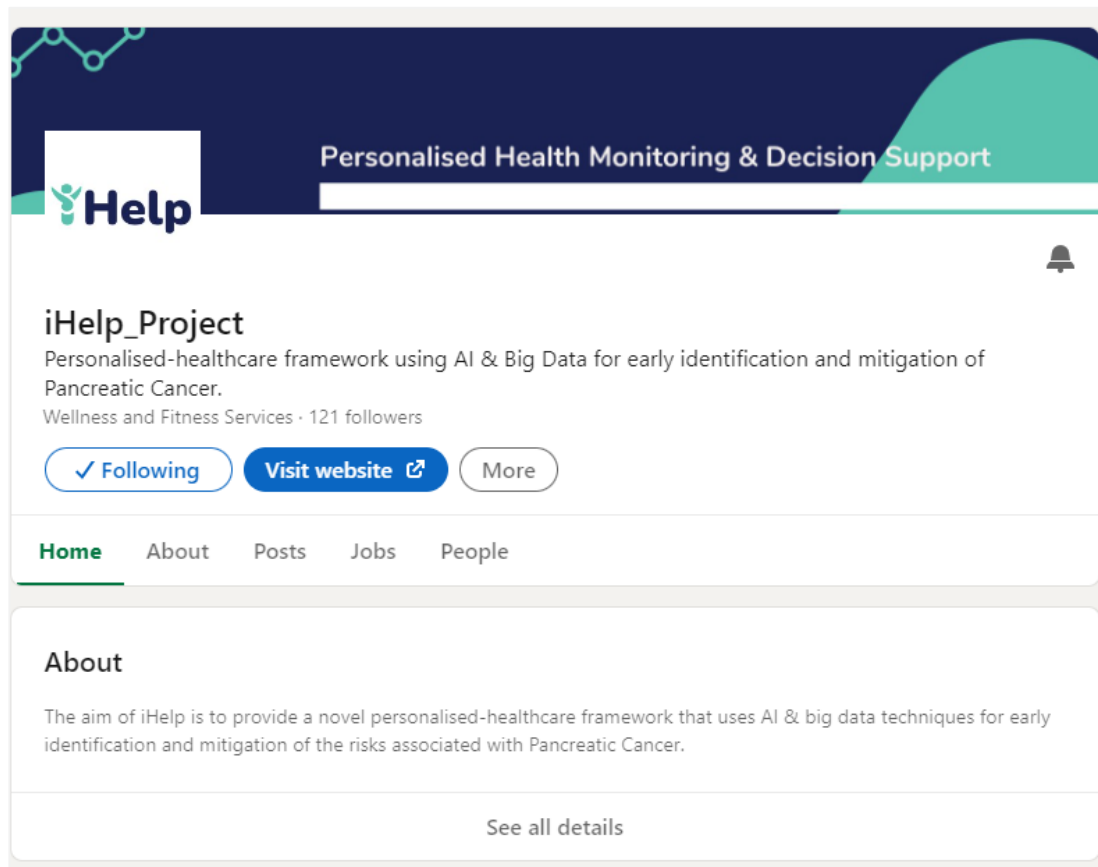 Personalised Health Monitoring & Decision Support
iHelp
iHelp_Project
Personalised-healthcare framework using AI & Big Data for early identification and mitigation of
Pancreatic Cancer.
Wellness and Fitness Services · 121 followers
✓ Following
Visit website
More
Home
About
Posts
Jobs
People
About
The aim of iHelp is to provide a novel personalised-healthcare framework that uses AI & big data techniques for early
identification and mitigation of the risks associated with Pancreatic Cancer.
See all details